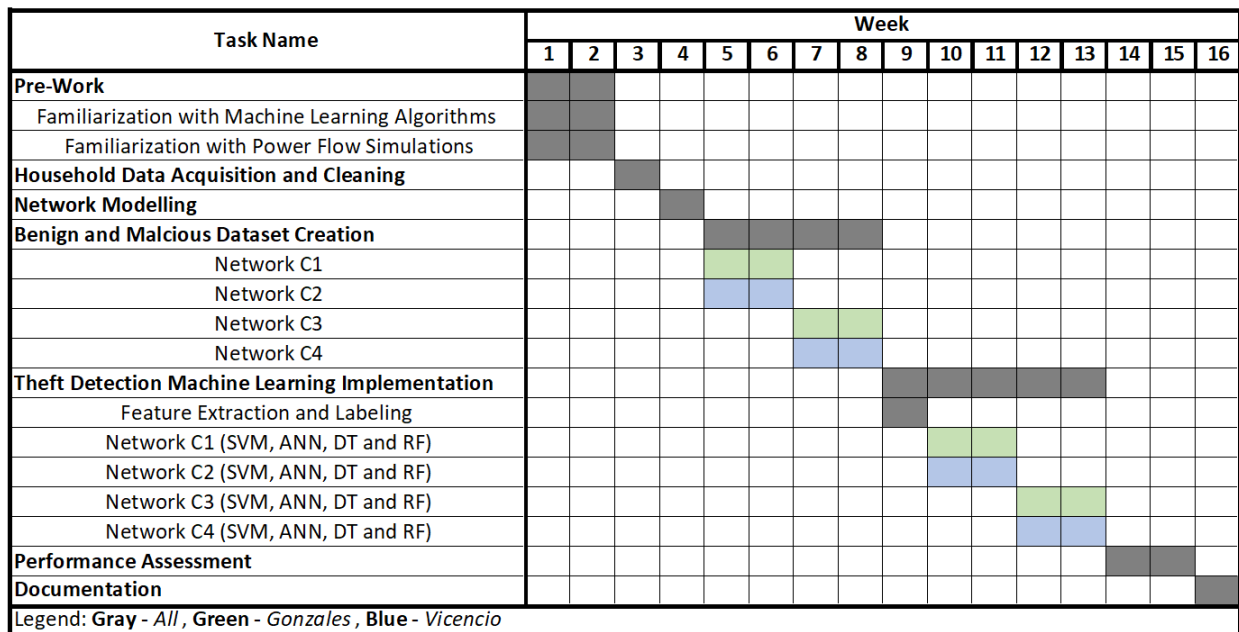 Task Name
Week
1 2 3 4 5 6 7 8 9 10 11 12 13 14 15 16
Pre-Work
Familiarization with Machine Learning Algorithms
Familiarization with Power Flow Simulations
Household Data Acquisition and Cleaning
Network Modelling
Benign and Malcious Dataset Creation
Network C1
Network C2
Network C3
Network C4
Theft Detection Machine Learning Implementation
Feature Extraction and Labeling
Network C1 (SVM, ANN, DT and RF)
Network C2 (SVM, ANN, DT and RF)
Network C3 (SVM, ANN, DT and RF)
Network C4 (SVM, ANN, DT and RF)
Performance Assessment
Documentation
Legend: Gray - All , Green - Gonzales , Blue - Vicencio